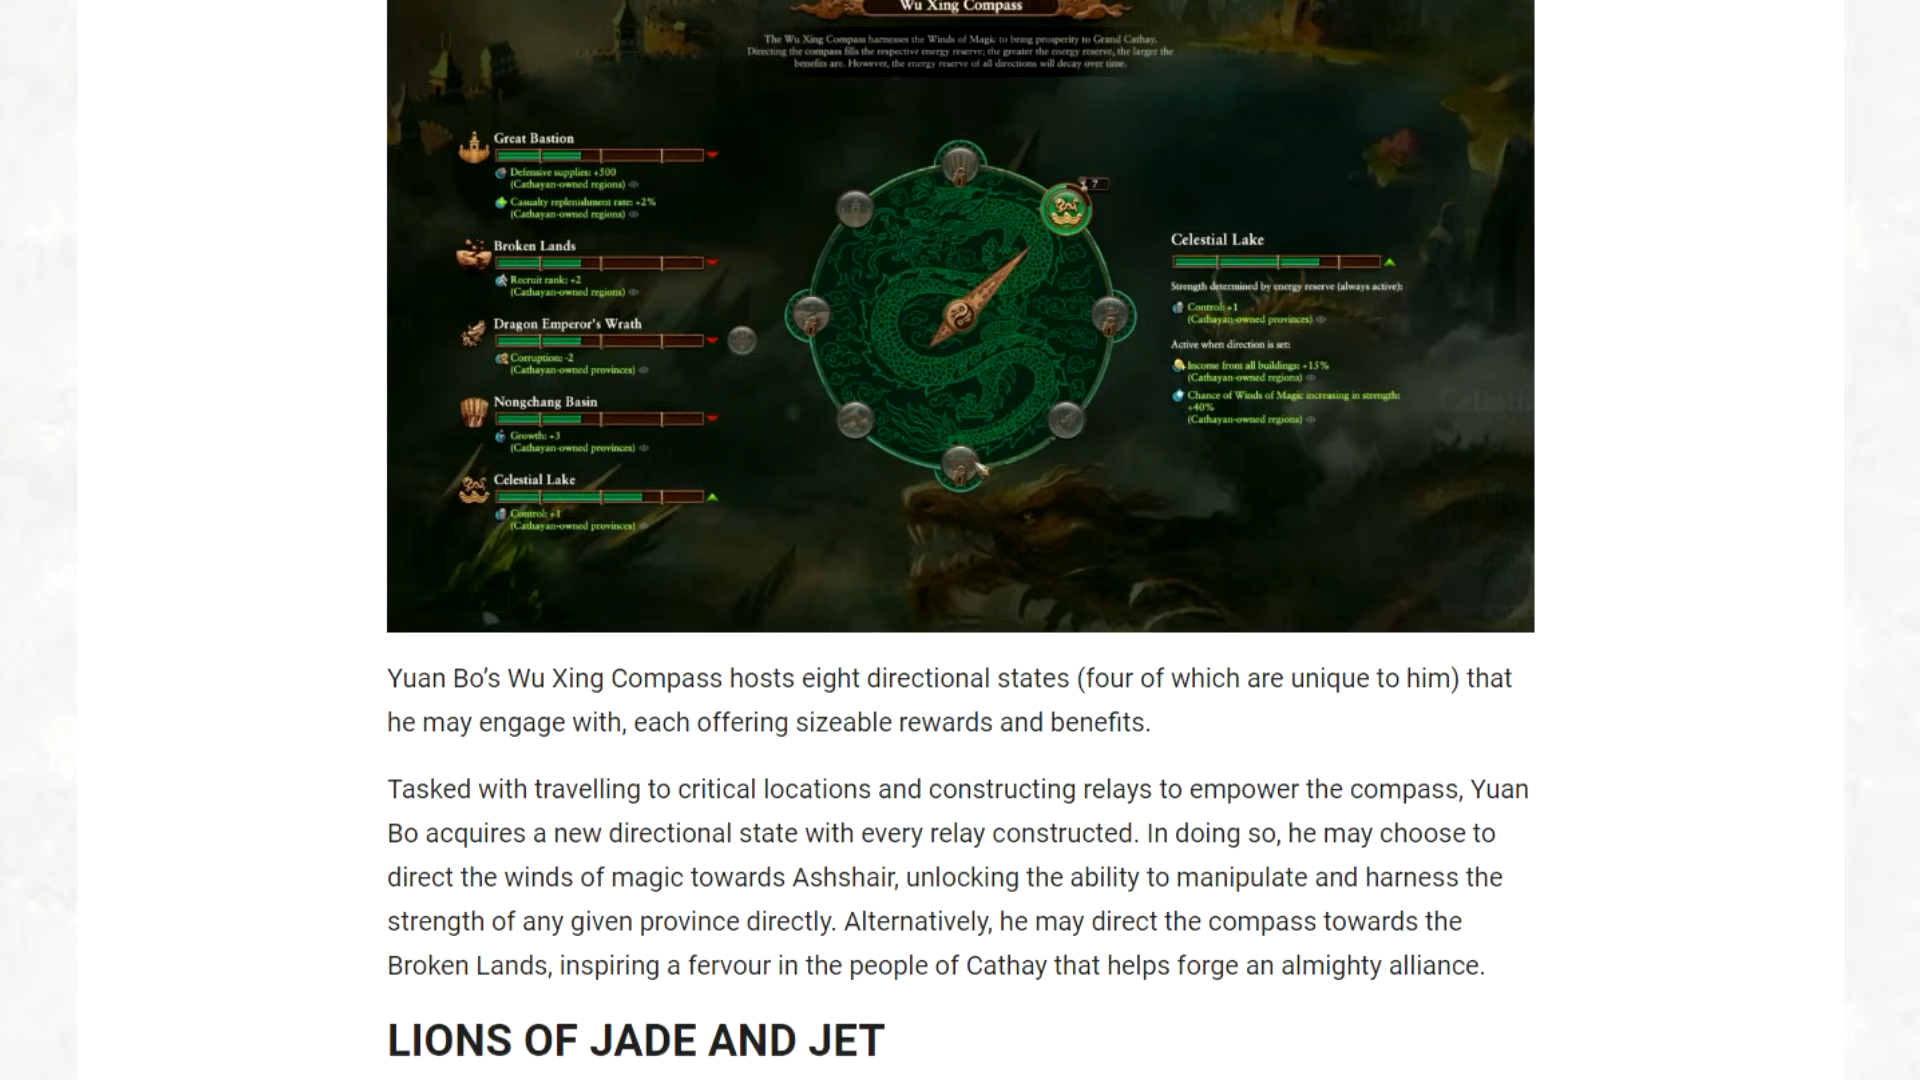 Wu Xing Compass
The Wu Xing Compass harnesses the Winds of Magic to bring prosperity to Grand Cathay.
Directing the compass fills the respective energy reserve; the greater the energy reserve, the larger the
benefits are. However, the energy reserve of all directions will decay over time.
Great Bastion
Defensive supplies: +500
(Cathayan-owned regions)
Casualty replenishment rate: +2%
(Cathayan-owned regions)
Broken Lands
Recruit rank: +2
(Cathayan-owned regions)
Dragon Emperor's Wrath
Corruption: -2
(Cathayan-owned provinces)
Nongchang Basin
Growth: +3
(Cathayan-owned provinces)
Celestial Lake
Control: +1
(Cathayan-owned provinces)
7
Celestial Lake
Strength determined by energy reserve (always active):
Control: +1
(Cathayan-owned provinces)
Active when direction is set:
Income from all buildings: +15%
(Cathayan-owned regions)
Chance of Winds of Magic increasing in strength:
+40%
(Cathayan-owned regions)
Yuan Bo’s Wu Xing Compass hosts eight directional states (four of which are unique to him) that
he may engage with, each offering sizeable rewards and benefits.
Tasked with travelling to critical locations and constructing relays to empower the compass, Yuan
Bo acquires a new directional state with every relay constructed. In doing so, he may choose to
direct the winds of magic towards Ashshair, unlocking the ability to manipulate and harness the
strength of any given province directly. Alternatively, he may direct the compass towards the
Broken Lands, inspiring a fervour in the people of Cathay that helps forge an almighty alliance.
LIONS OF JADE AND JET